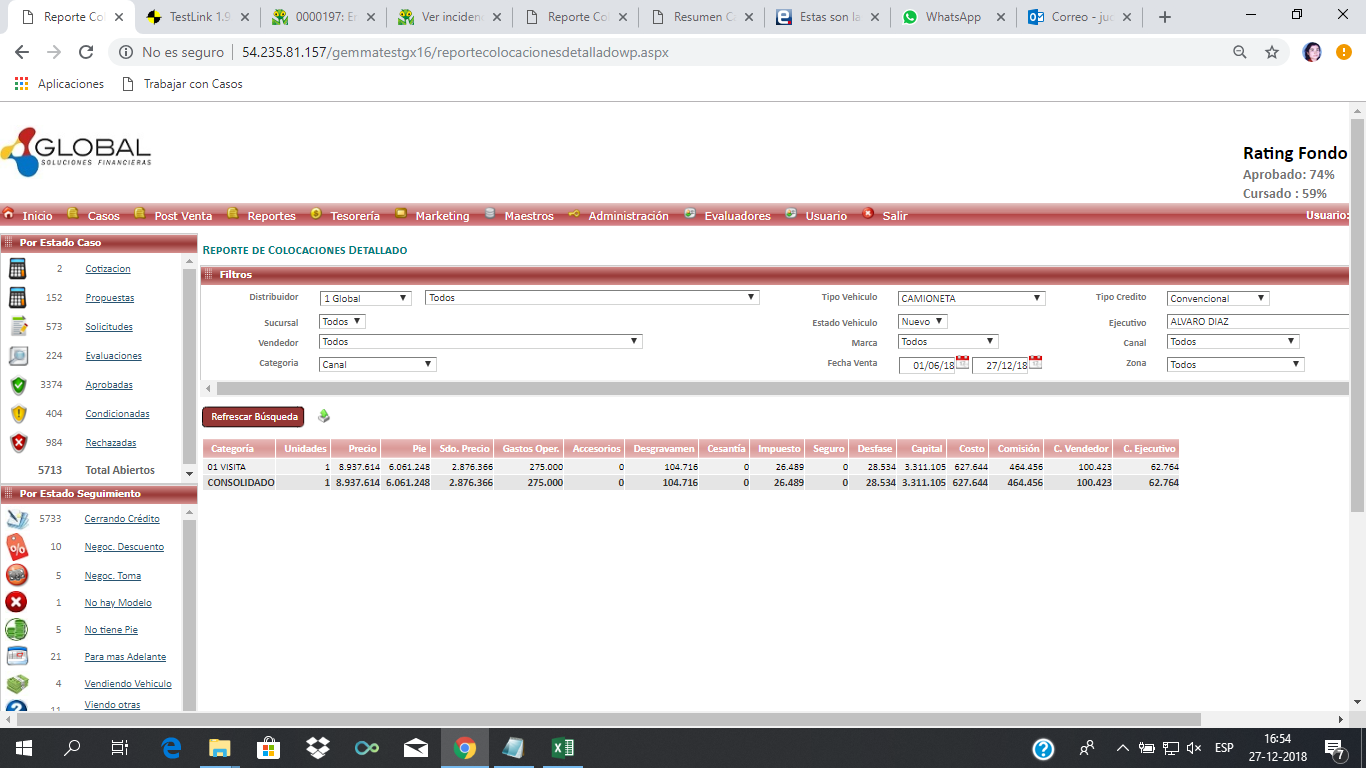 Reporte Col
TestLink 1.9
0000197: Er
Ver inciden
Reporte Col
Resumen C
Estas son la
WhatsApp
Correo - juc
No es seguro | 54.235.81.157/gemmatestgx16/reportecolocacionesdetalladowp.aspx
Aplicaciones Trabajar con Casos
GLOBAL
SOLUCIONES FINANCIERAS
Rating Fondo
Aprobado: 74%
Cursado : 59%
Inicio Casos Post Venta Reportes Tesorería Marketing Maestros Administración Evaluadores Usuario Salir Usuario:
Por Estado Caso
2 Cotizacion
152 Propuestas
573 Solicitudes
224 Evaluaciones
3374 Aprobadas
404 Condicionadas
984 Rechazadas
5713 Total Abiertos
Por Estado Seguimiento
5733 Cerrando Crédito
10 Negoc. Descuento
5 Negoc. Toma
1 No hay Modelo
5 No tiene Pie
21 Para mas Adelante
4 Vendiendo Vehiculo
11 Viendo otras
REPORTE DE COLOCACIONES DETALLADO
Filtros
Distribuidor 1 Global Todos Tipo Vehiculo CAMIONETA Tipo Credito Convencional
Sucursal Todos Estado Vehiculo Nuevo Ejecutivo ALVARO DIAZ
Vendedor Todos Marca Todos Canal Todos
Categoria Canal Fecha Venta 01/06/18 27/12/18 Zona Todos
Refrescar Búsqueda
Categoría Unidades Precio Pie Sdo. Precio Gastos Oper. Accesorios Desgravamen Cesantía Impuesto Seguro Desfase Capital Costo Comisión C. Vendedor C. Ejecutivo
01 VISITA 1 8.937.614 6.061.248 2.876.366 275.000 0 104.716 0 26.489 0 28.534 3.311.105 627.644 464.456 100.423 62.764
CONSOLIDADO 1 8.937.614 6.061.248 2.876.366 275.000 0 104.716 0 26.489 0 28.534 3.311.105 627.644 464.456 100.423 62.764
ESP
16:54
27-12-2018
7